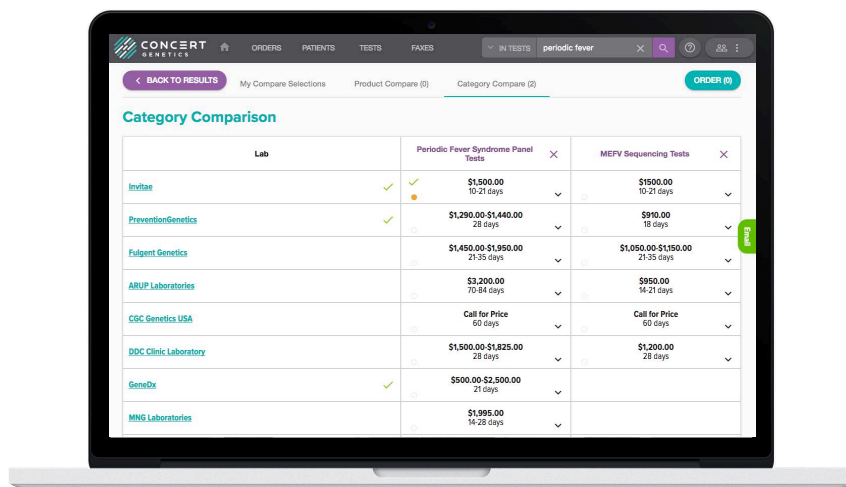 CONCERT
GENETICS
ORDERS PATIENTS TESTS FAXES IN TESTS periodic fever
BACK TO RESULTS My Compare Selections Product Compare (0) Category Compare (2) ORDER (0)
Category Comparison
Lab Periodic Fever Syndrome Panel Tests MEFV Sequencing Tests
Invitae $1,500.00 $1500.00
10-21 days 10-21 days
PreventionGenetics $1,290.00-$1,440.00 $910.00
28 days 18 days
Email
Fulgent Genetics $1,450.00-$1,950.00 $1,050.00-$1,150.00
21-35 days 21-35 days
ARUP Laboratories $3,200.00 $950.00
70-84 days 14-21 days
CGC Genetics USA Call for Price Call for Price
60 days 60 days
DDC Clinic Laboratory $1,500.00-$1,825.00 $1,200.00
28 days 28 days
GeneDx $500.00-$2,500.00
21 days
MNG Laboratories $1,995.00
14-28 days